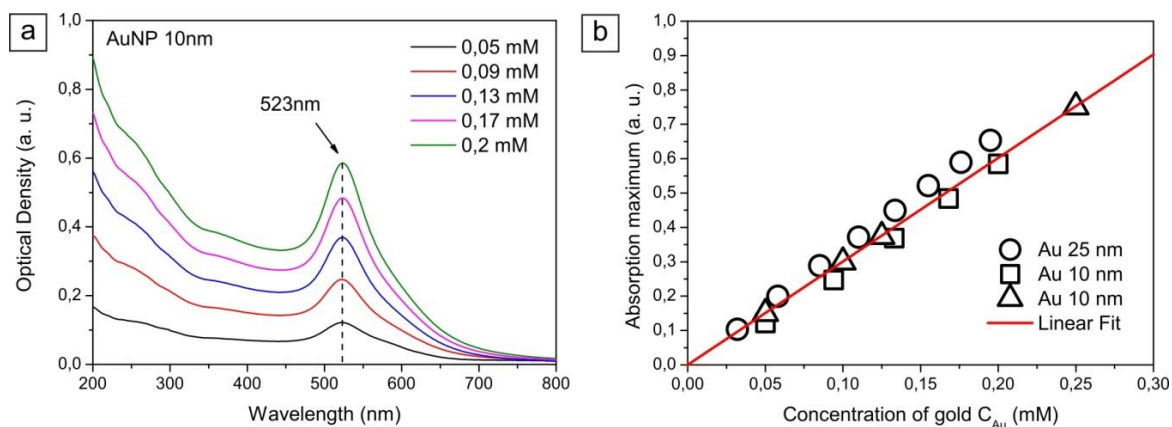 a
AuNP 10nm
0,05 mM
0,09 mM
0,13 mM
0,17 mM
0,2 mM
523nm
1,0
0,8
0,6
0,4
0,2
0,0
Optical Density (a. u.)
200 300 400 500 600 700 800
Wavelength (nm)
b
1,0
0,9
0,8
0,7
0,6
0,5
0,4
0,3
0,2
0,1
0,0
Absorption maximum (a. u.)
Au 25 nm
Au 10 nm
Au 10 nm
Linear Fit
0,00 0,05 0,10 0,15 0,20 0,25 0,30
Concentration of gold C_Au (mM)